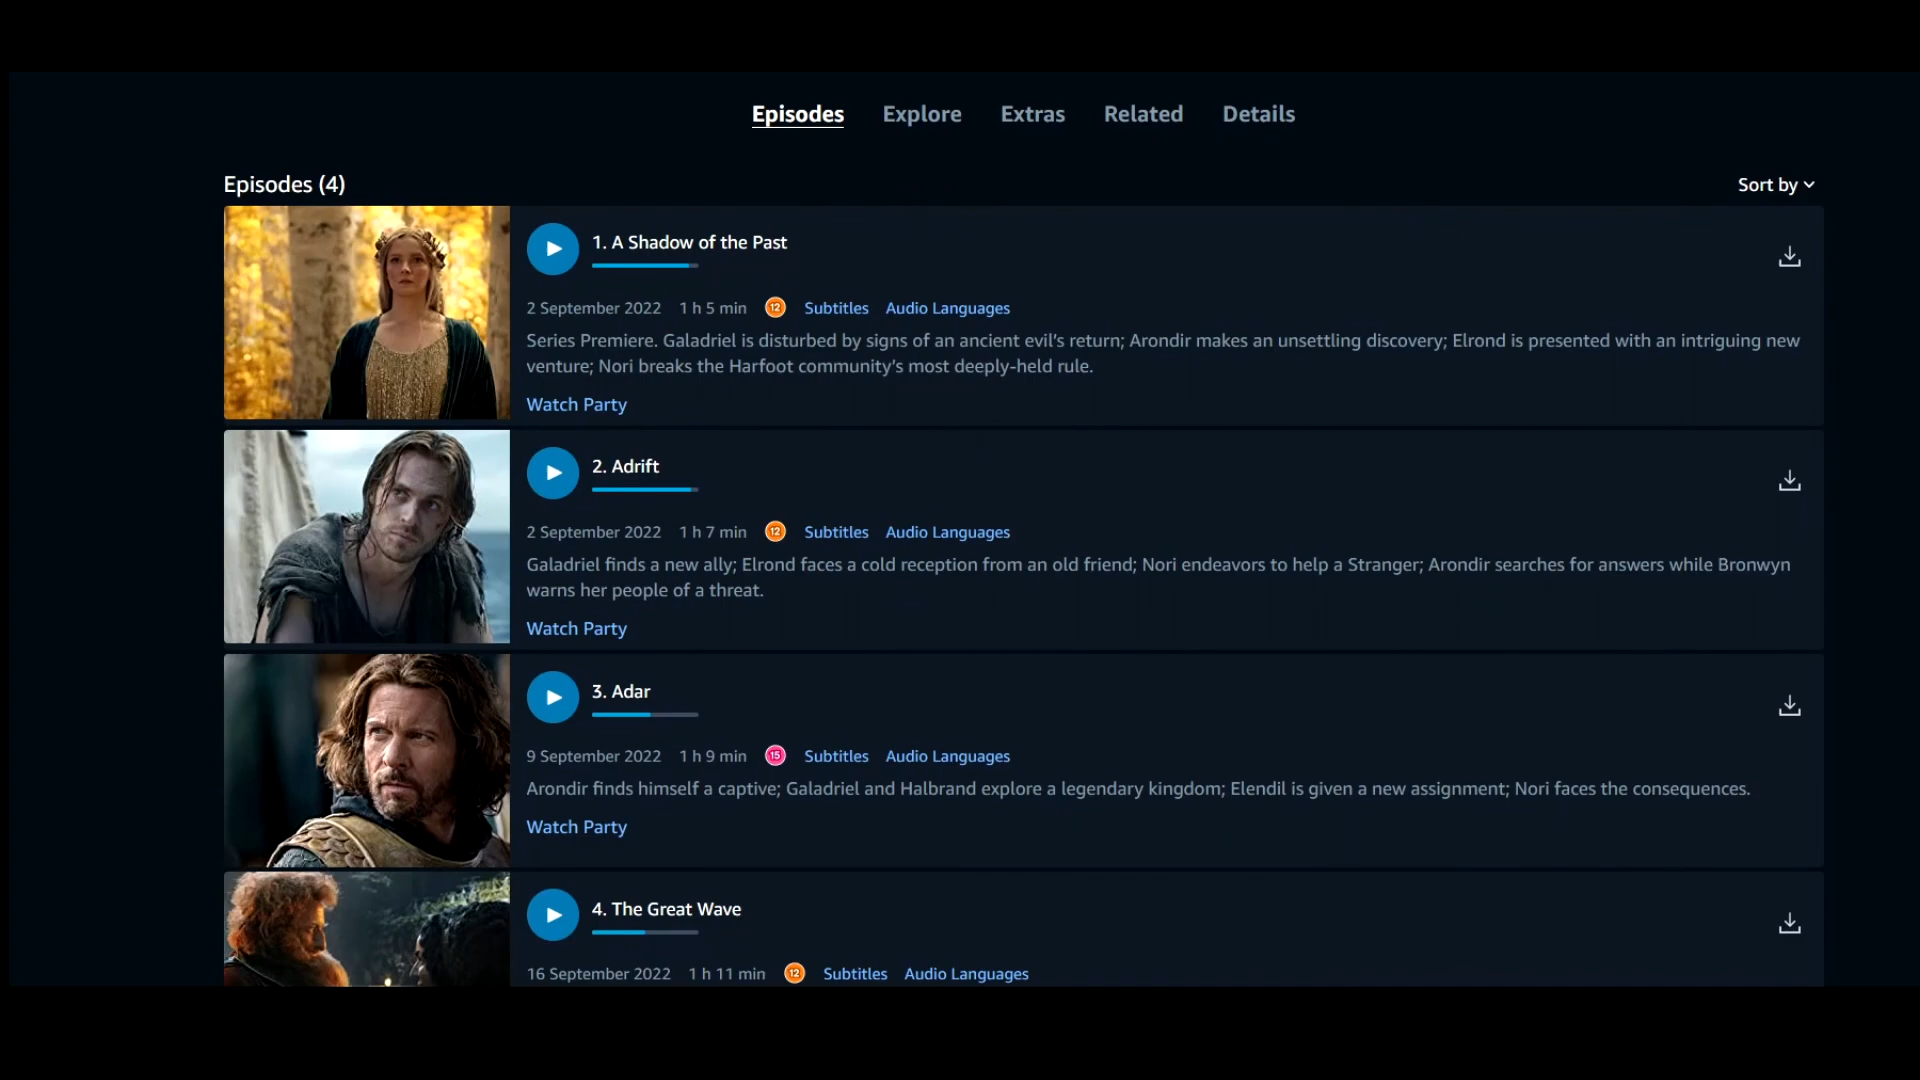 Episodes Explore Extras Related Details
Episodes (4)
Sort by
1. A Shadow of the Past
2 September 2022 1 h 5 min 12 Subtitles Audio Languages
Series Premiere. Galadriel is disturbed by signs of an ancient evil’s return; Arondir makes an unsettling discovery; Elrond is presented with an intriguing new
venture; Nori breaks the Harfoot community’s most deeply-held rule.
Watch Party
2. Adrift
2 September 2022 1 h 7 min 12 Subtitles Audio Languages
Galadriel finds a new ally; Elrond faces a cold reception from an old friend; Nori endeavors to help a Stranger; Arondir searches for answers while Bronwyn
warns her people of a threat.
Watch Party
3. Adar
9 September 2022 1 h 9 min 15 Subtitles Audio Languages
Arondir finds himself a captive; Galadriel and Halbrand explore a legendary kingdom; Elendil is given a new assignment; Nori faces the consequences.
Watch Party
4. The Great Wave
16 September 2022 1 h 11 min 12 Subtitles Audio Languages